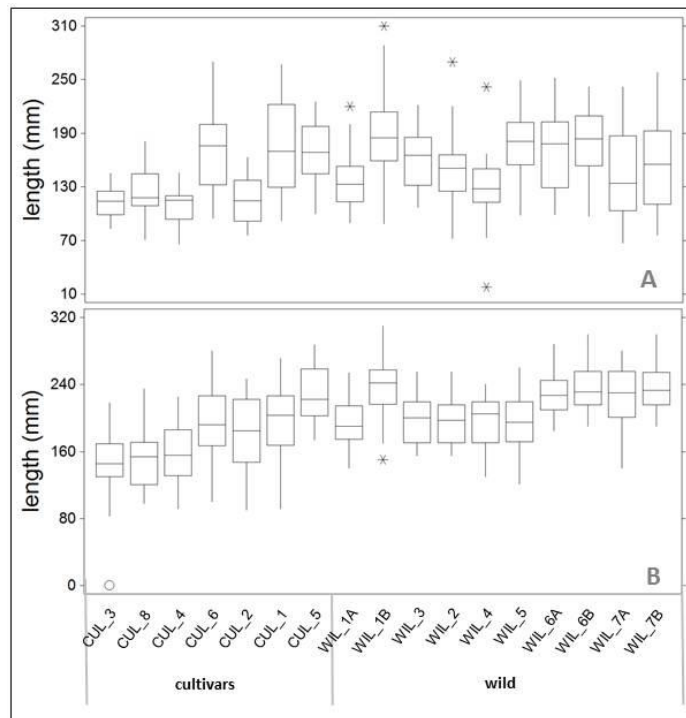 310
250
190
130
70
10
length (mm)
A
320
240
160
80
0
length (mm)
B
CUL_3 CUL_8 CUL_4 CUL_6 CUL_2 CUL_1 CUL_5 WIL_1A WIL_1B WIL_3 WIL_2 WIL_4 WIL_5 WIL_6A WIL_6B WIL_7A WIL_7B
cultivars wild